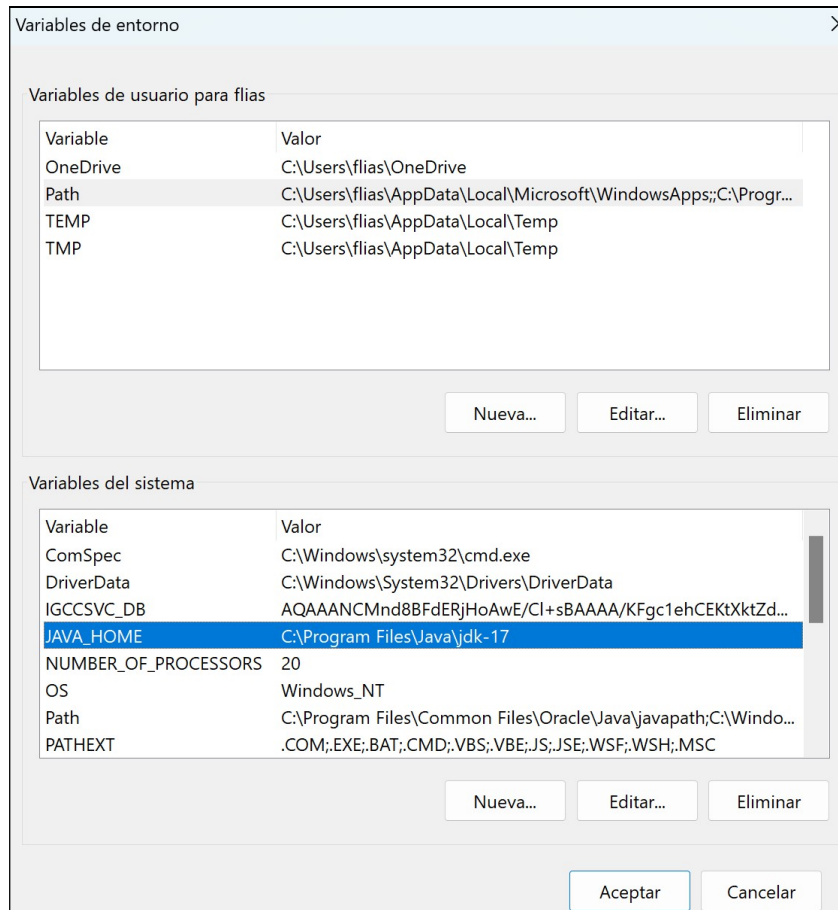 Variables de entorno
Variables de usuario para flias
Variable Valor
OneDrive C:\Users\flias\OneDrive
Path C:\Users\flias\AppData\Local\Microsoft\WindowsApps;;C:\Progr...
TEMP C:\Users\flias\AppData\Local\Temp
TMP C:\Users\flias\AppData\Local\Temp
Nueva... Editar... Eliminar
Variables del sistema
Variable Valor
ComSpec C:\Windows\system32\cmd.exe
DriverData C:\Windows\System32\Drivers\DriverData
IGCCSVC_DB AQAAANCMnd8BFdERjHoAwE/Cl+sBAAAA/KFgc1ehCEKtXktZd...
JAVA_HOME C:\Program Files\Java\jdk-17
NUMBER_OF_PROCESSORS 20
OS Windows_NT
Path C:\Program Files\Common Files\Oracle\Java\javapath;C:\Windo...
PATHEXT .COM;.EXE;.BAT;.CMD;.VBS;.VBE;.JS;.JSE;.WSF;.WSH;.MSC
Nueva... Editar... Eliminar
Aceptar Cancelar